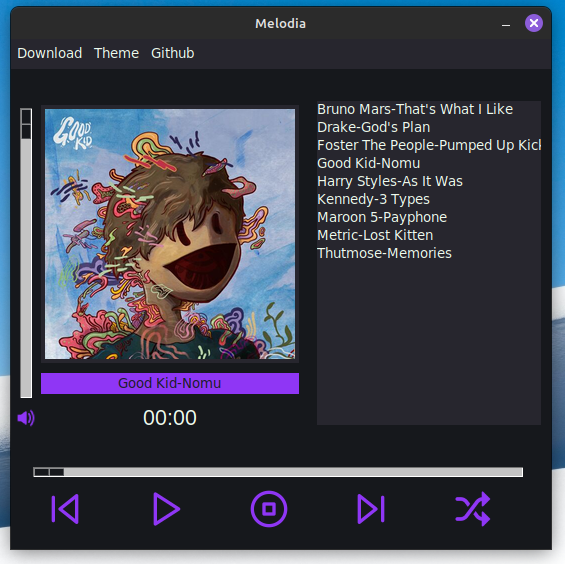 Melodia
Download Theme Github
GOOD
KID
Bruno Mars-That's What I Like
Drake-God's Plan
Foster The People-Pumped Up Kick
Good Kid-Nomu
Harry Styles-As It Was
Kennedy-3 Types
Maroon 5-Payphone
Metric-Lost Kitten
Thutmose-Memories
Good Kid-Nomu
00:00